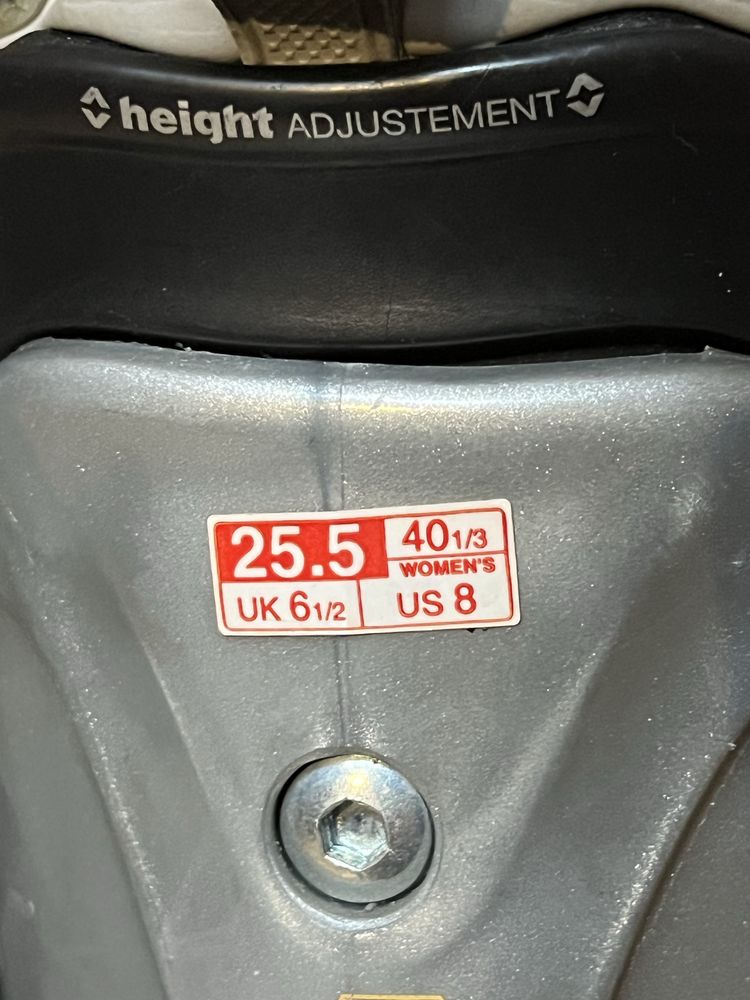 height ADJUSTEMENT
25.5 40 1/3
WOMEN'S
UK 6 1/2 US 8